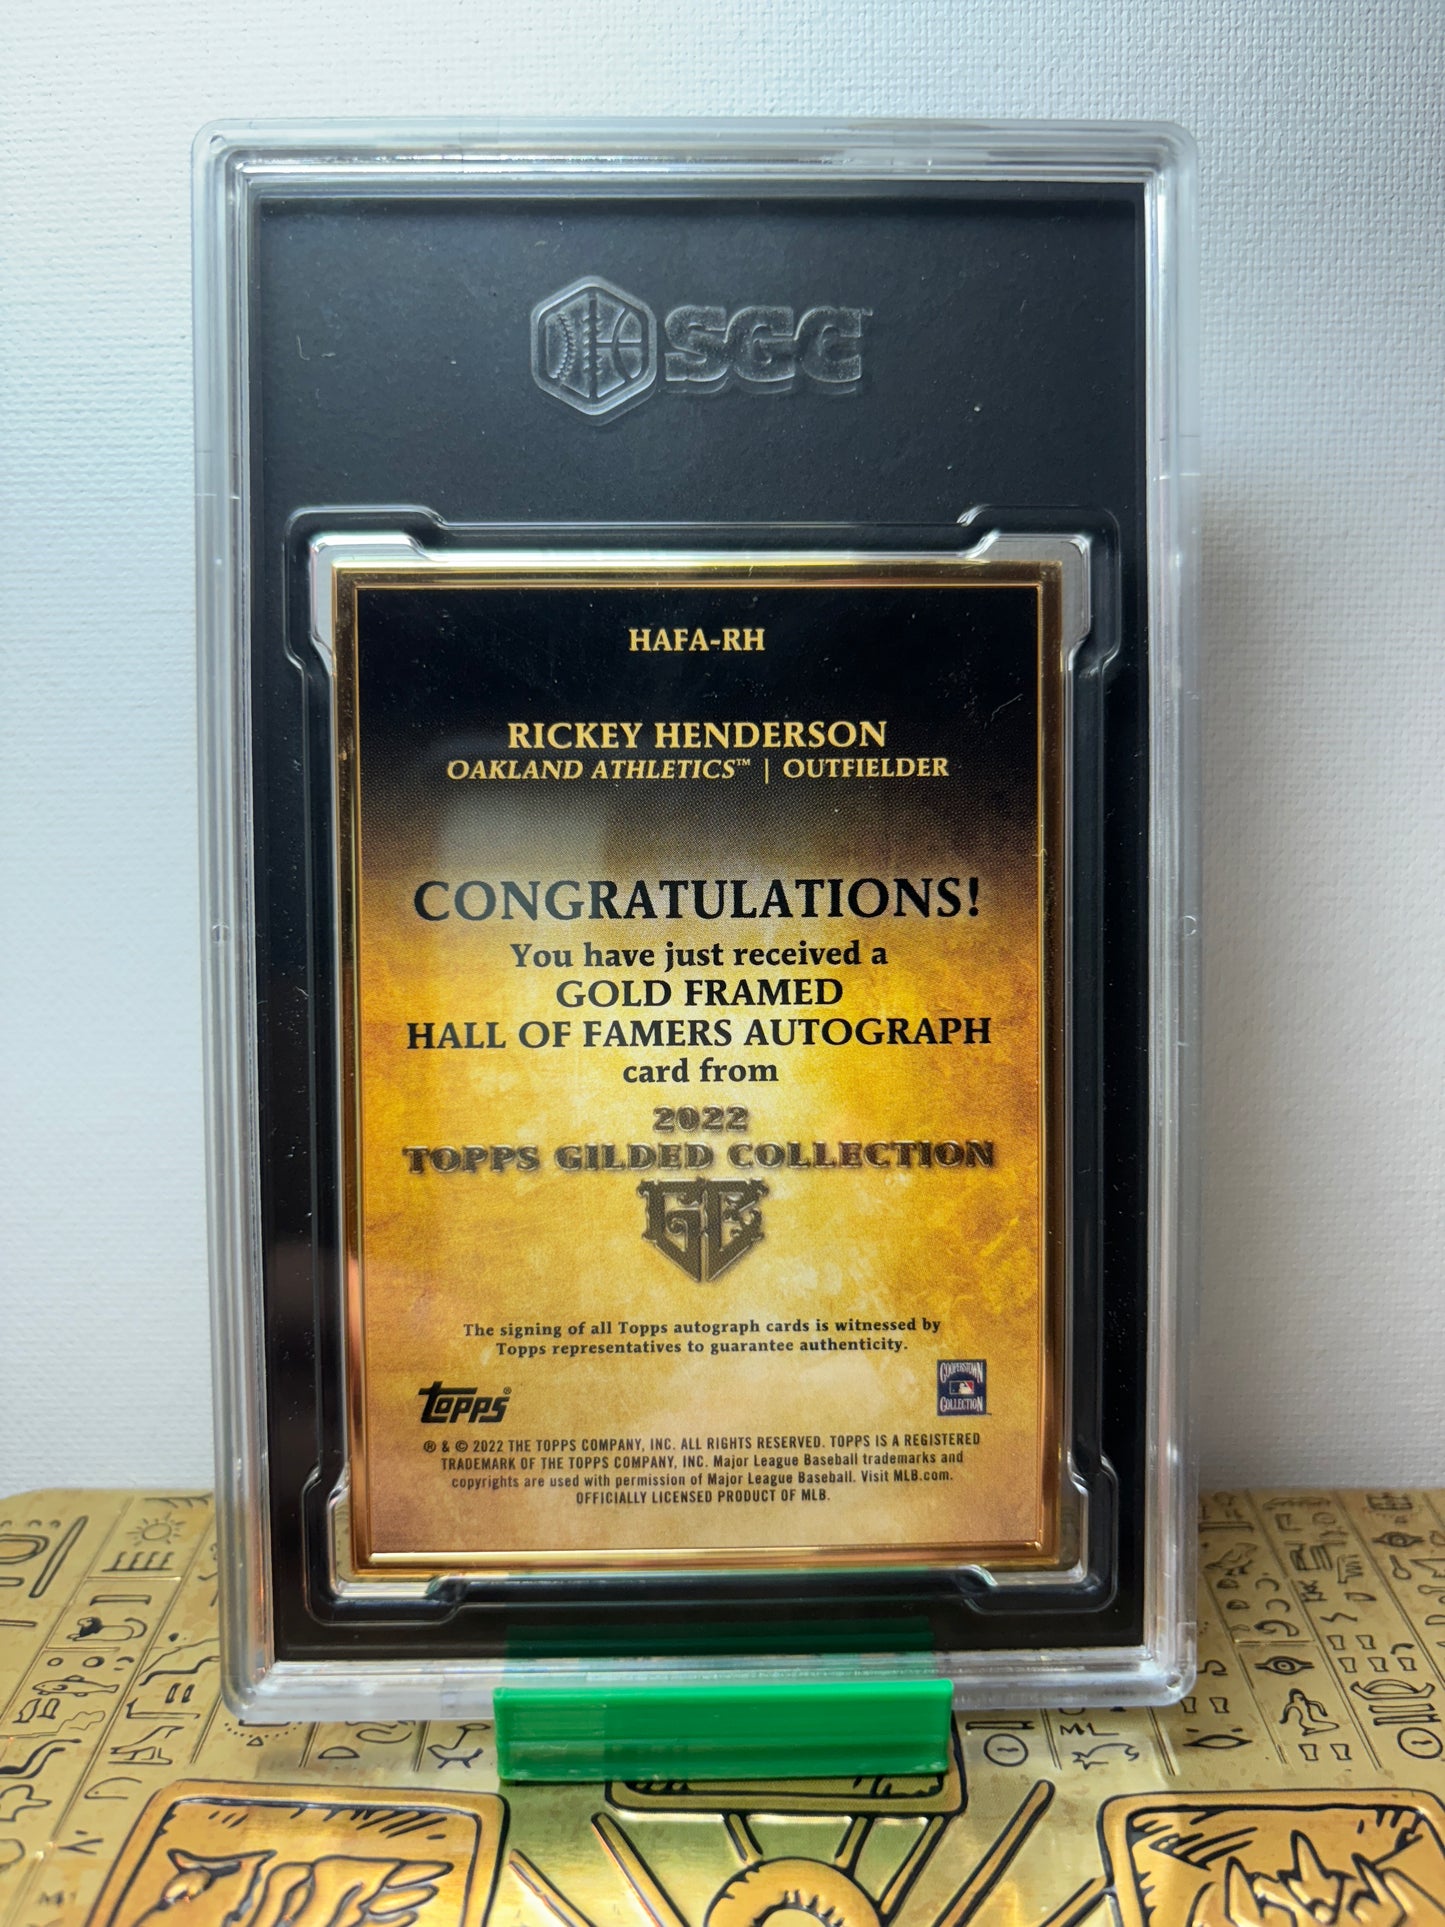 SGC
HAFA-RH
RICKEY HENDERSON
OAKLAND ATHLETICS™ | OUTFIELDER
CONGRATULATIONS!
You have just received a
GOLD FRAMED
HALL OF FAMERS AUTOGRAPH
card from
2022
TOPPS GILDED COLLECTION
GC
The signing of all Topps autograph cards is witnessed by
Topps representatives to guarantee authenticity.
topps®
COOPERSTOWN
COLLECTION
® & © 2022 THE TOPPS COMPANY, INC. ALL RIGHTS RESERVED. TOPPS IS A REGISTERED
TRADEMARK OF THE TOPPS COMPANY, INC. Major League Baseball trademarks and
copyrights are used with permission of Major League Baseball. Visit MLB.com.
OFFICIALLY LICENSED PRODUCT OF MLB.